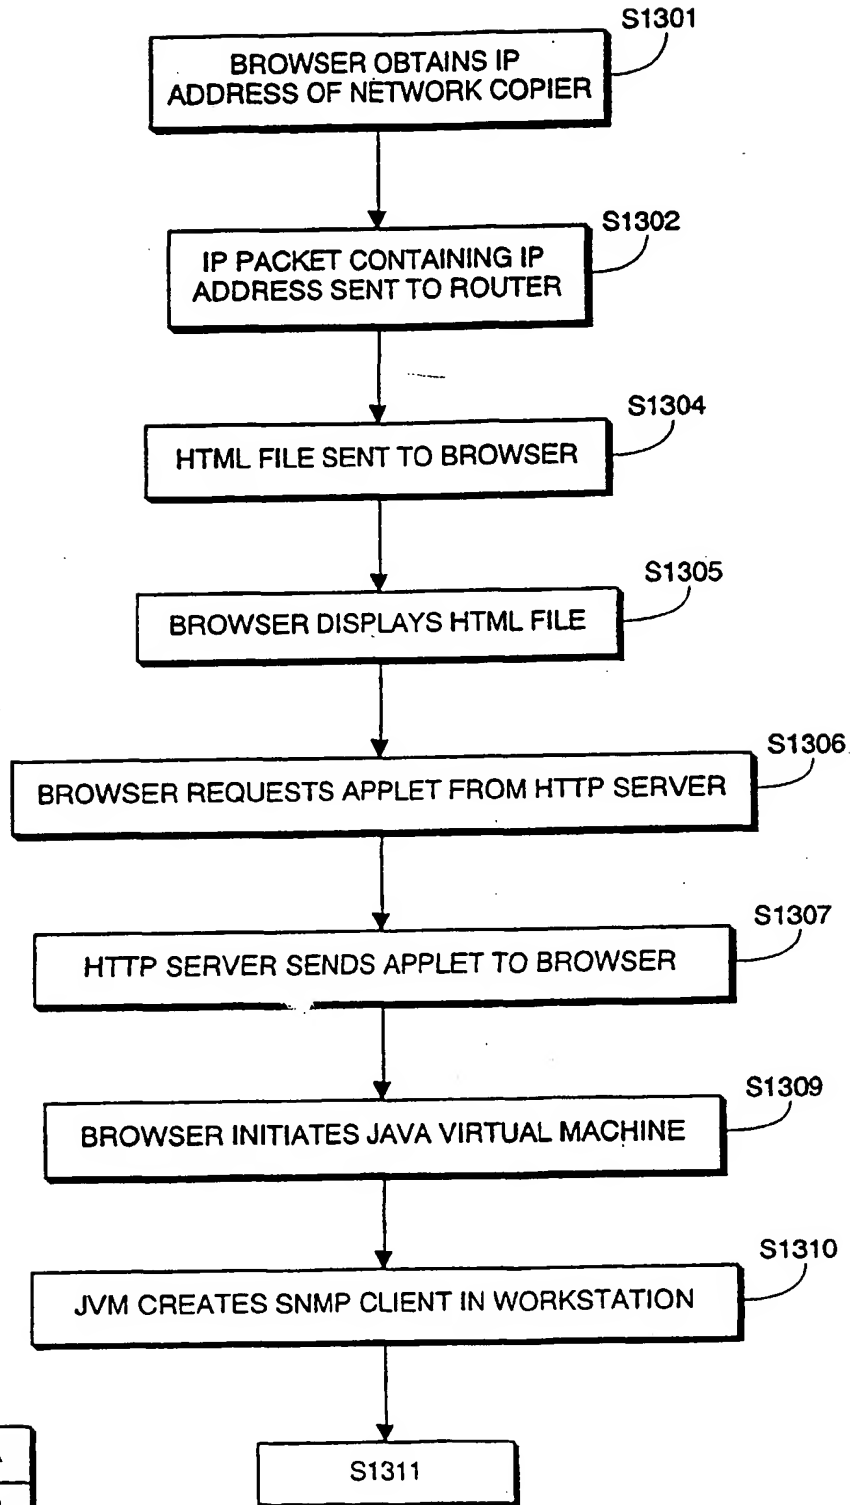 S1301
BROWSER OBTAINS IP
ADDRESS OF NETWORK COPIER
S1302
IP PACKET CONTAINING IP
ADDRESS SENT TO ROUTER
S1304
HTML FILE SENT TO BROWSER
S1305
BROWSER DISPLAYS HTML FILE
S1306
BROWSER REQUESTS APPLET FROM HTTP SERVER
S1307
HTTP SERVER SENDS APPLET TO BROWSER
S1309
BROWSER INITIATES JAVA VIRTUAL MACHINE
S1310
JVM CREATES SNMP CLIENT IN WORKSTATION
S1311